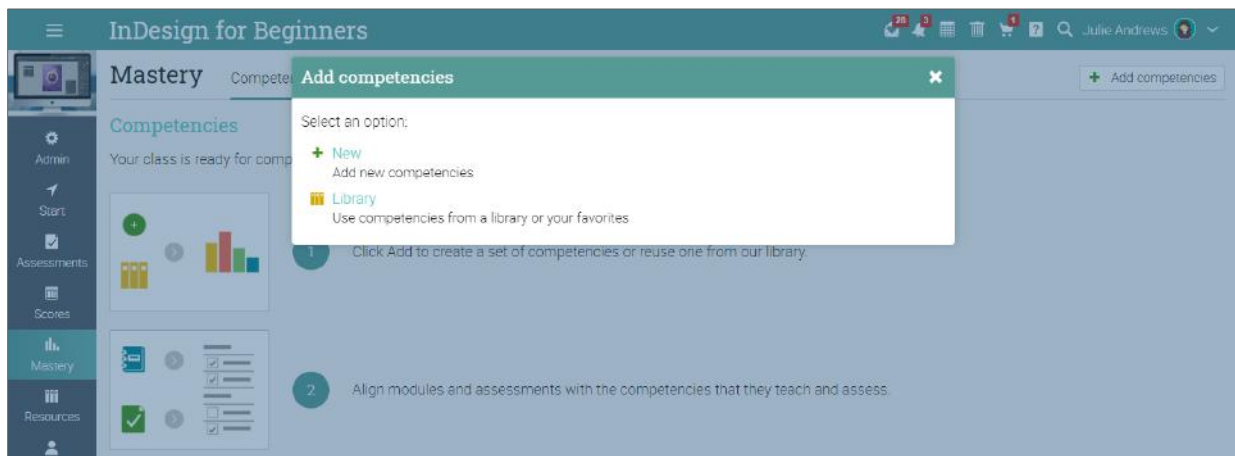 InDesign for Beginners
28
3
1
Julie Andrews
Mastery
Add competencies
Add competencies
Competencies
Select an option:
Admin
Your class is ready for comp
New
Add new competencies
Start
Library
Use competencies from a library or your favorites
1
Click Add to create a set of competencies or reuse one from our library.
Assessments
Scores
Mastery
2
Align modules and assessments with the competencies that they teach and assess.
Resources